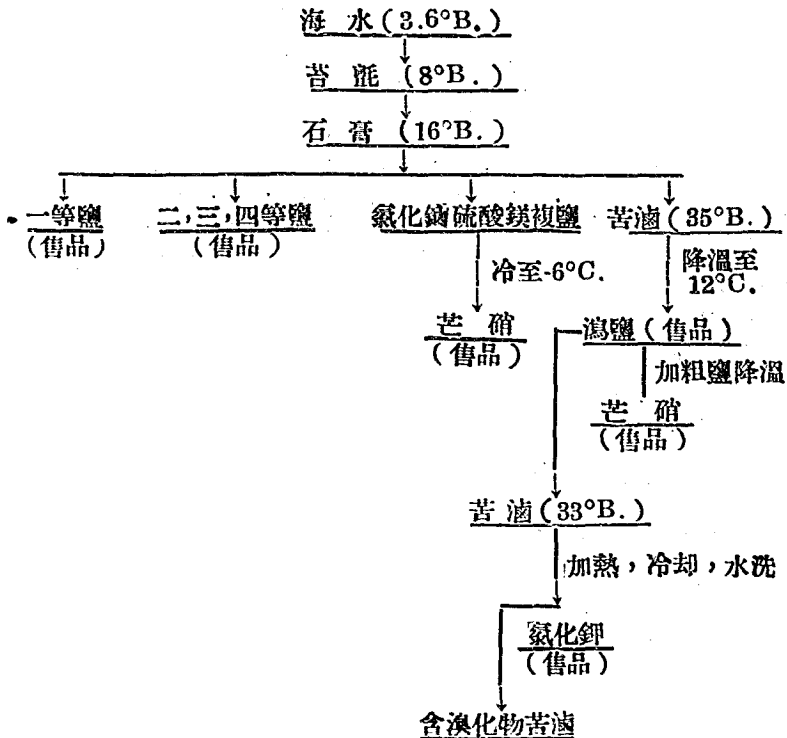 海水(3.6°B.)
苔氈(8°B.)
石膏(16°B.)
一等鹽
(售品)
二,三,四等鹽
(售品)
氯化鈉硫酸鎂複鹽
苦滷(35°B.)
冷至-6°C.
降溫至
12°C.
芒硝
(售品)
瀉鹽(售品)
加粗鹽降溫
芒硝
(售品)
苦滷(33°B.)
加熱,冷却,水洗
氯化鉀
(售品)
含溴化物苦滷